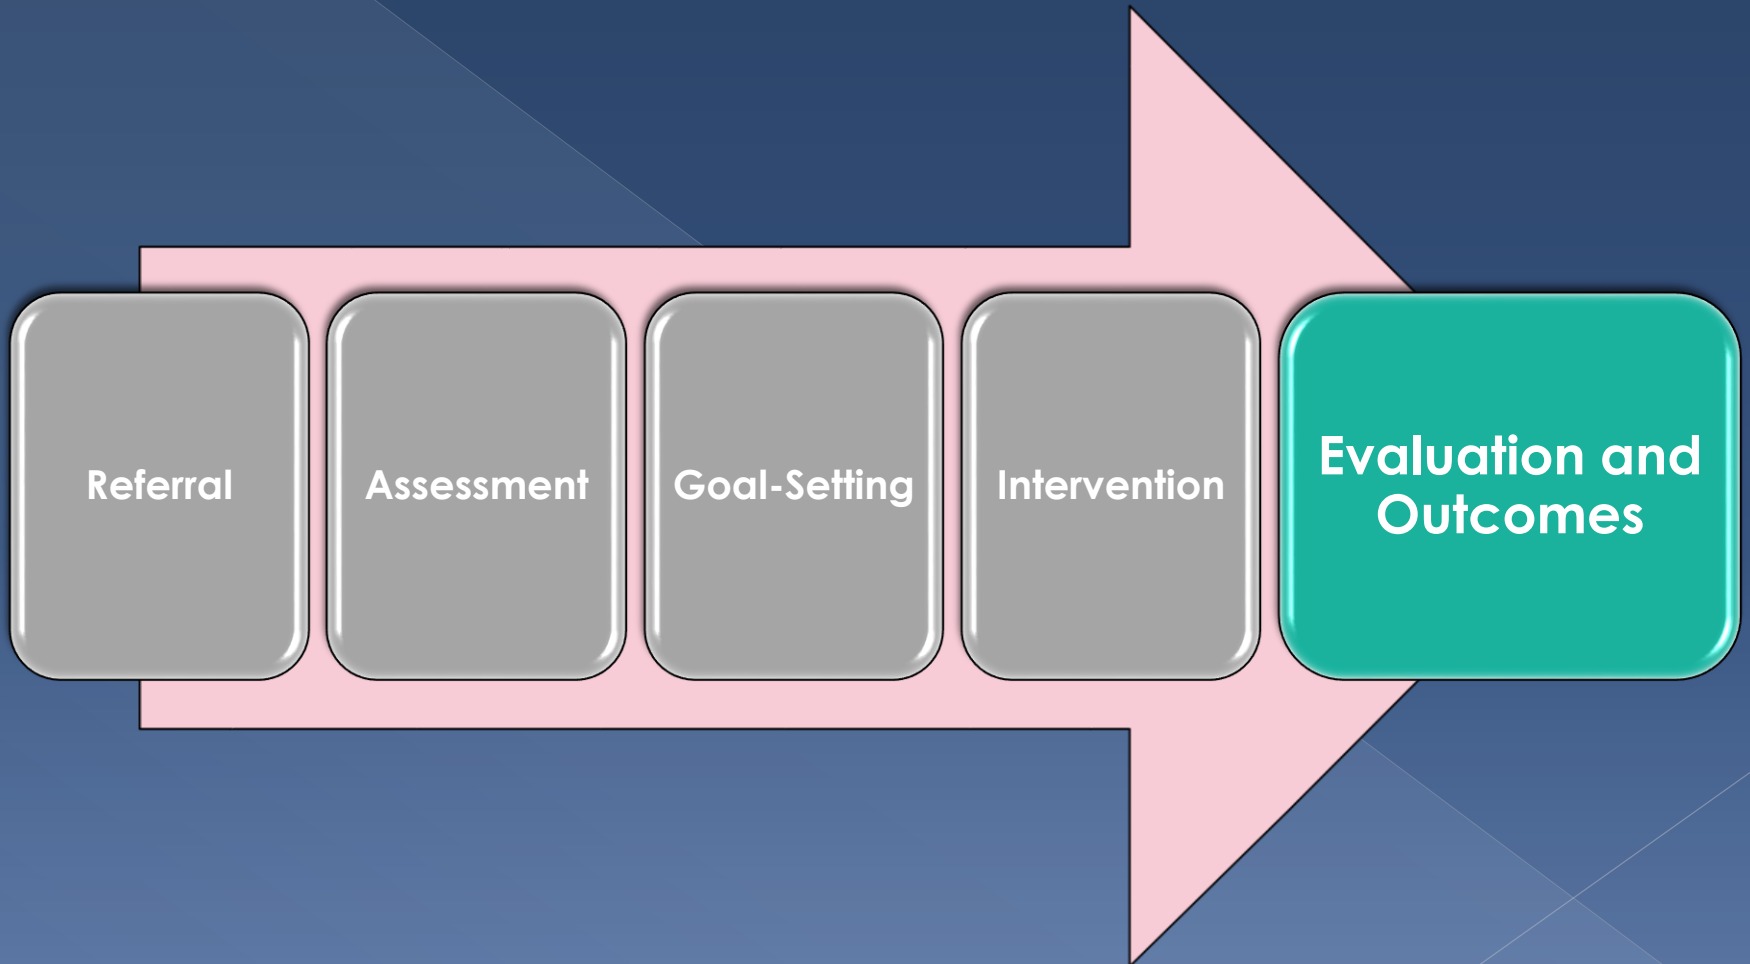 Referral
Assessment
Goal-Setting
Intervention
Evaluation and
Outcomes